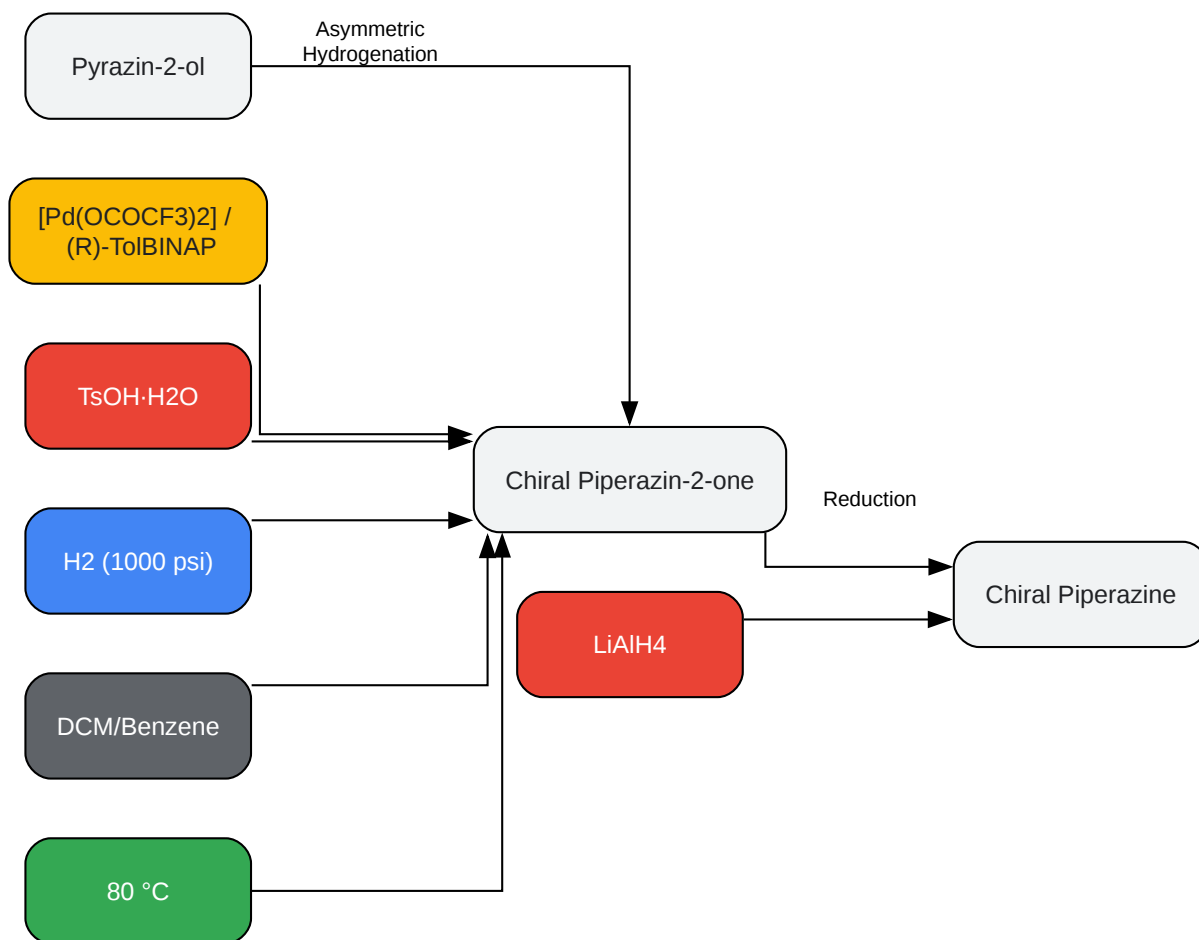 Pyrazin-2-ol
Asymmetric
Hydrogenation
[Pd(OCOCF3)2] /
(R)-TolBINAP
TsOH·H2O
Chiral Piperazin-2-one
Reduction
H2 (1000 psi)
Chiral Piperazine
LiAlH4
DCM/Benzene
80 °C